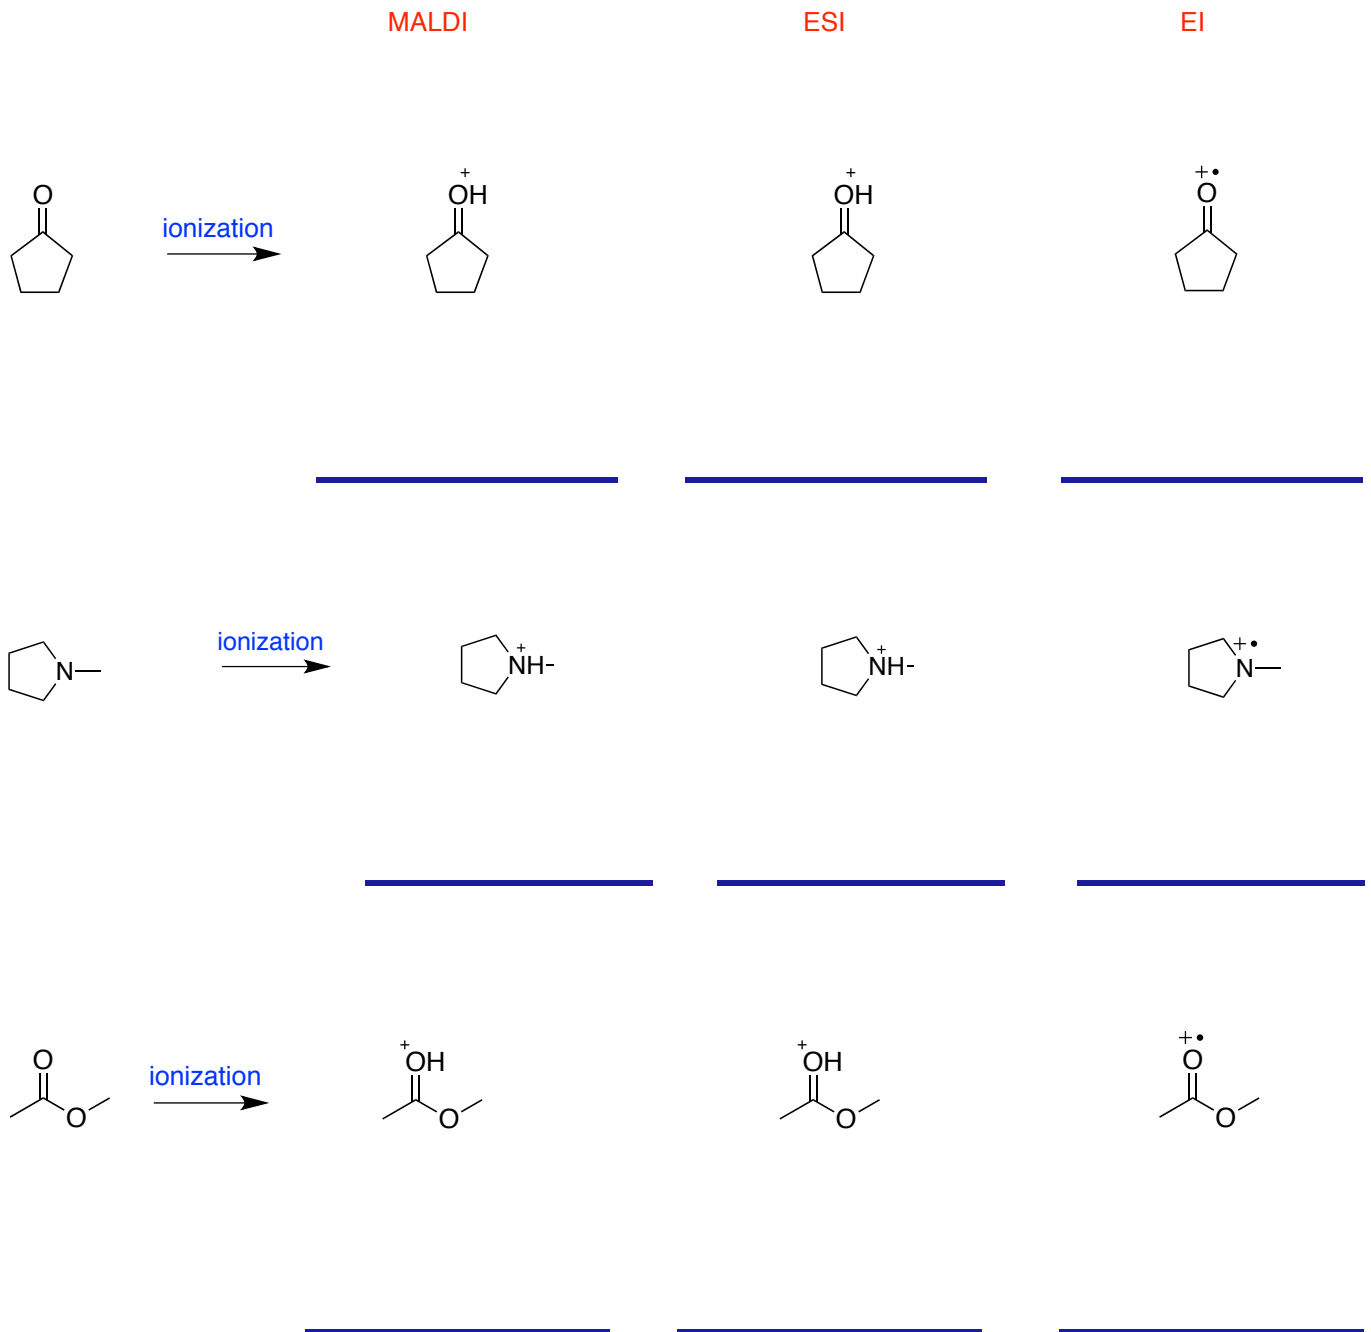 MALDI ESI EI
+ + +•
O OH OH O
ionization
+ + +•
N ionization NH NH N
+ + +•
O OH OH O
ionization
O O O O